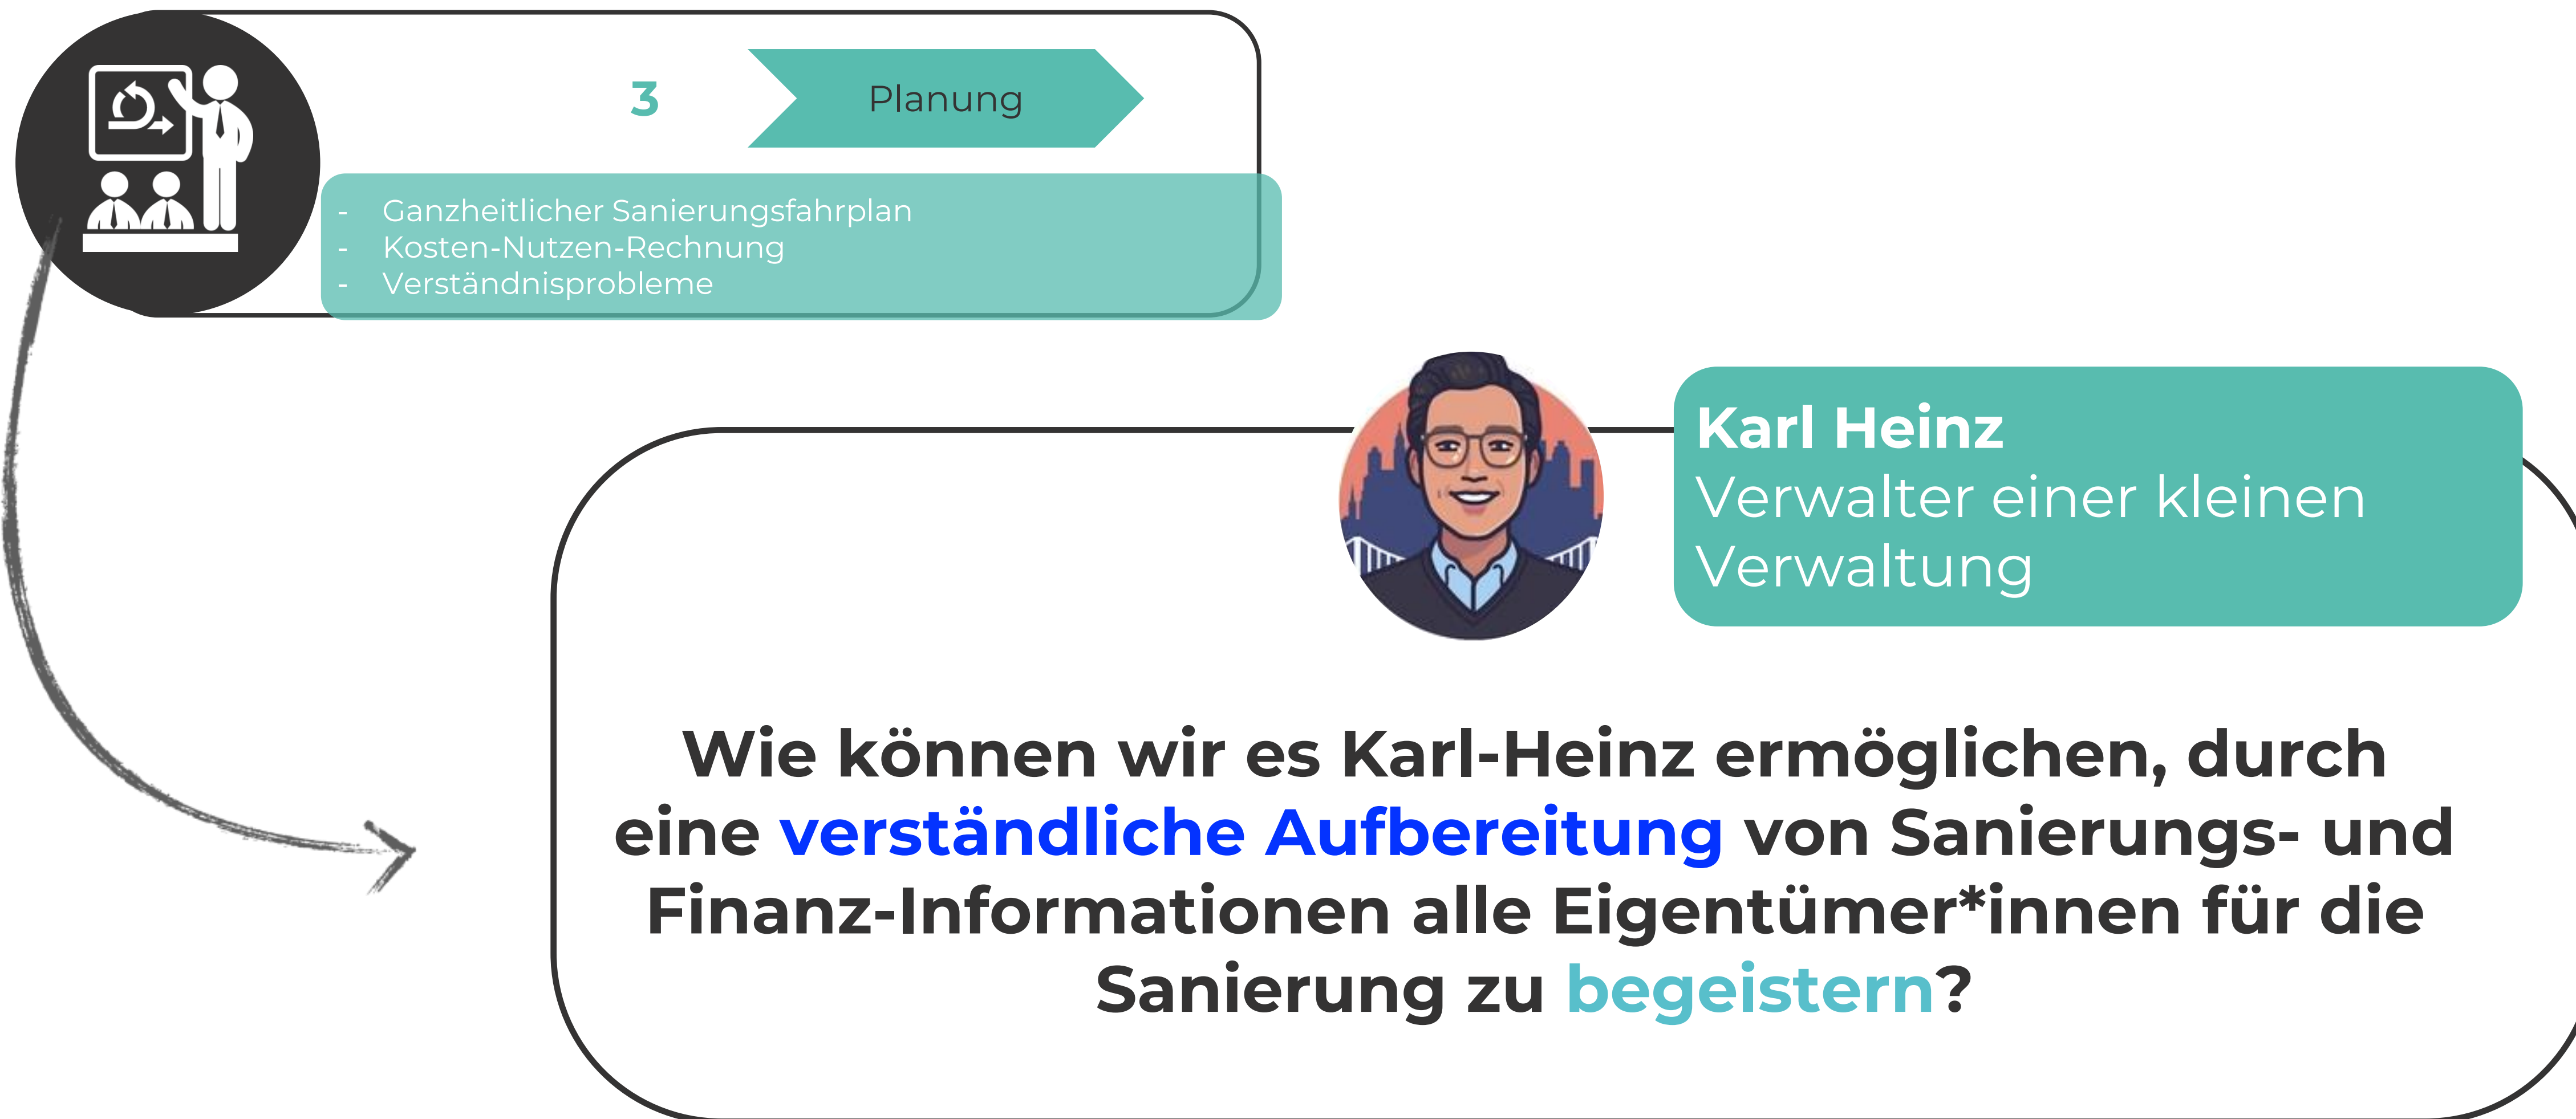 3
Planung
- Ganzheitlicher Sanierungsfahrplan
- Kosten-Nutzen-Rechnung
- Verständnisprobleme
Karl Heinz
Verwalter einer kleinen
Verwaltung
Wie können wir es Karl-Heinz ermöglichen, durch
eine verständliche Aufbereitung von Sanierungs- und
Finanz-Informationen alle Eigentümer*innen für die
Sanierung zu begeistern?